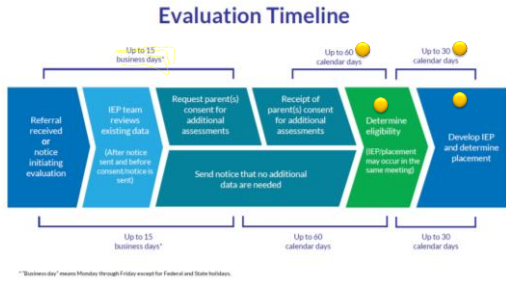 Evaluation Timeline
Up to 15
business days*
Up to 60
calendar days
Up to 30
calendar days
Referral
received
or
notice
initiating
evaluation
IEP team
reviews
existing data
(After notice
sent and before
consent/notice is
sent)
Request parent(s)
consent for
additional
assessments
Receipt of
parent(s) consent
for additional
assessments
Send notice that no additional
data are needed
Determine
eligibility
(IEP/placement
may occur in the
same meeting)
Develop IEP
and determine
placement
Up to 15
business days*
Up to 60
calendar days
Up to 30
calendar days
* "Business day" means Monday through Friday except for Federal and State holidays.